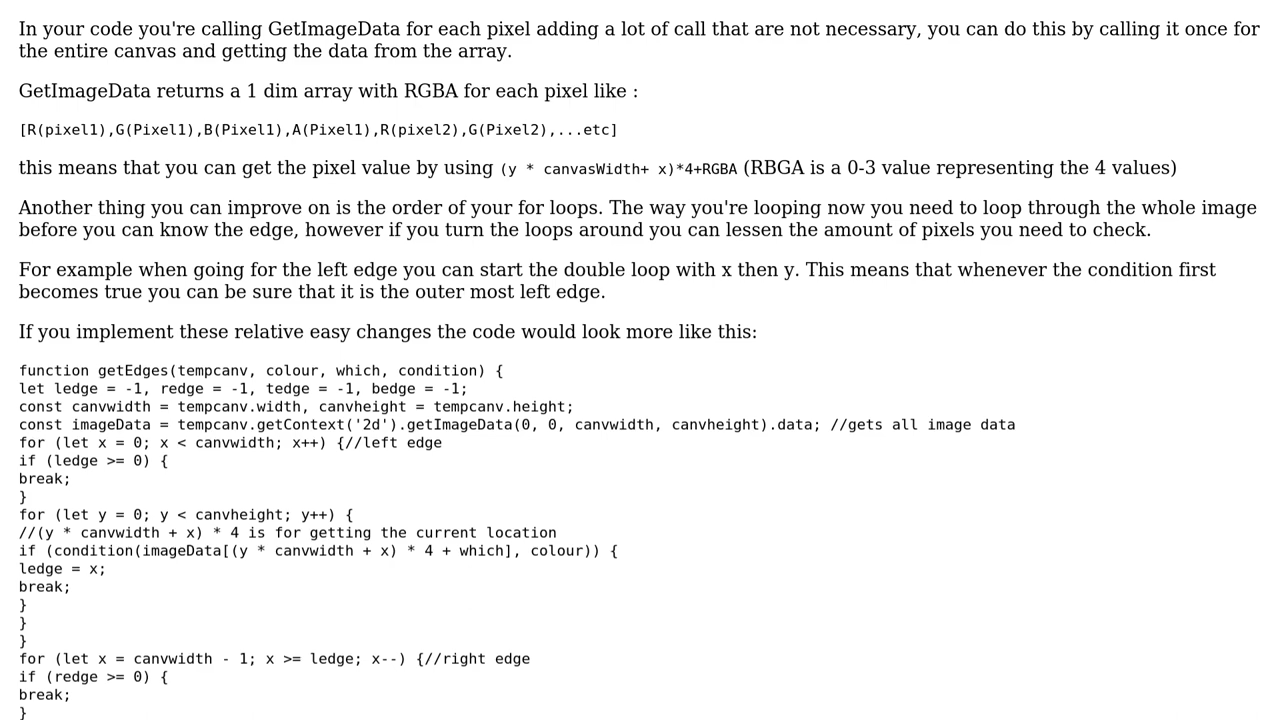 In your code you're calling GetImageData for each pixel adding a lot of call that are not necessary, you can do this by calling it once for
the entire canvas and getting the data from the array.
GetImageData returns a 1 dim array with RGBA for each pixel like :
[R(pixel1),G(Pixel1),B(Pixel1),A(Pixel1),R(pixel2),G(Pixel2),...etc]
this means that you can get the pixel value by using (y * canvasWidth+ x)*4+RGBA (RBGA is a 0-3 value representing the 4 values)
Another thing you can improve on is the order of your for loops. The way you're looping now you need to loop through the whole image
before you can know the edge, however if you turn the loops around you can lessen the amount of pixels you need to check.
For example when going for the left edge you can start the double loop with x then y. This means that whenever the condition first
becomes true you can be sure that it is the outer most left edge.
If you implement these relative easy changes the code would look more like this:
function getEdges(tempcanv, colour, which, condition) {
let ledge = -1, redge = -1, tedge = -1, bedge = -1;
const canvwidth = tempcanv.width, canvheight = tempcanv.height;
const imageData = tempcanv.getContext('2d').getImageData(0, 0, canvwidth, canvheight).data; //gets all image data
for (let x = 0; x < canvwidth; x++) {//left edge
if (ledge >= 0) {
break;
}
for (let y = 0; y < canvheight; y++) {
//(y * canvwidth + x) * 4 is for getting the current location
if (condition(imageData[(y * canvwidth + x) * 4 + which], colour)) {
ledge = x;
break;
}
}
}
for (let x = canvwidth - 1; x >= ledge; x--) {//right edge
if (redge >= 0) {
break;
}